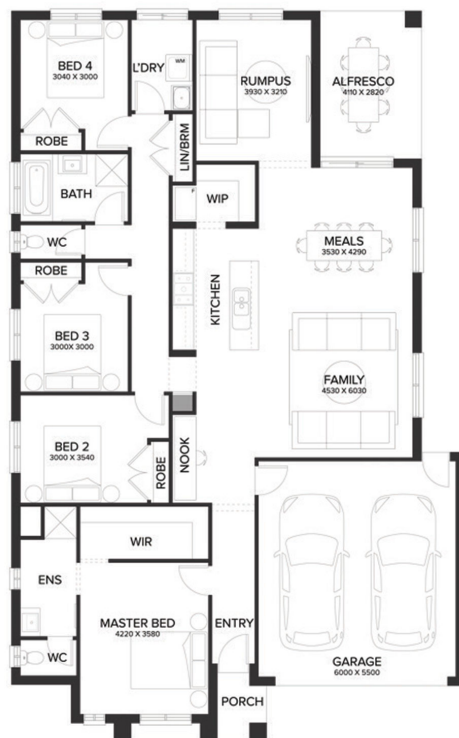 BED 4
3040 X 3000
L'DRY
WM
RUMPUS
3930 X 3210
ALFRESCO
4110 X 2820
ROBE
LIN/BRM
BATH
WIP
WC
ROBE
MEALS
3530 X 4290
KITCHEN
BED 3
3000X 3000
FAMILY
4530 X 6030
BED 2
3000 X 3540
ROBE
NOOK
WIR
ENS
MASTER BED
4220 X 3580
ENTRY
WC
GARAGE
6000 X 5500
PORCH